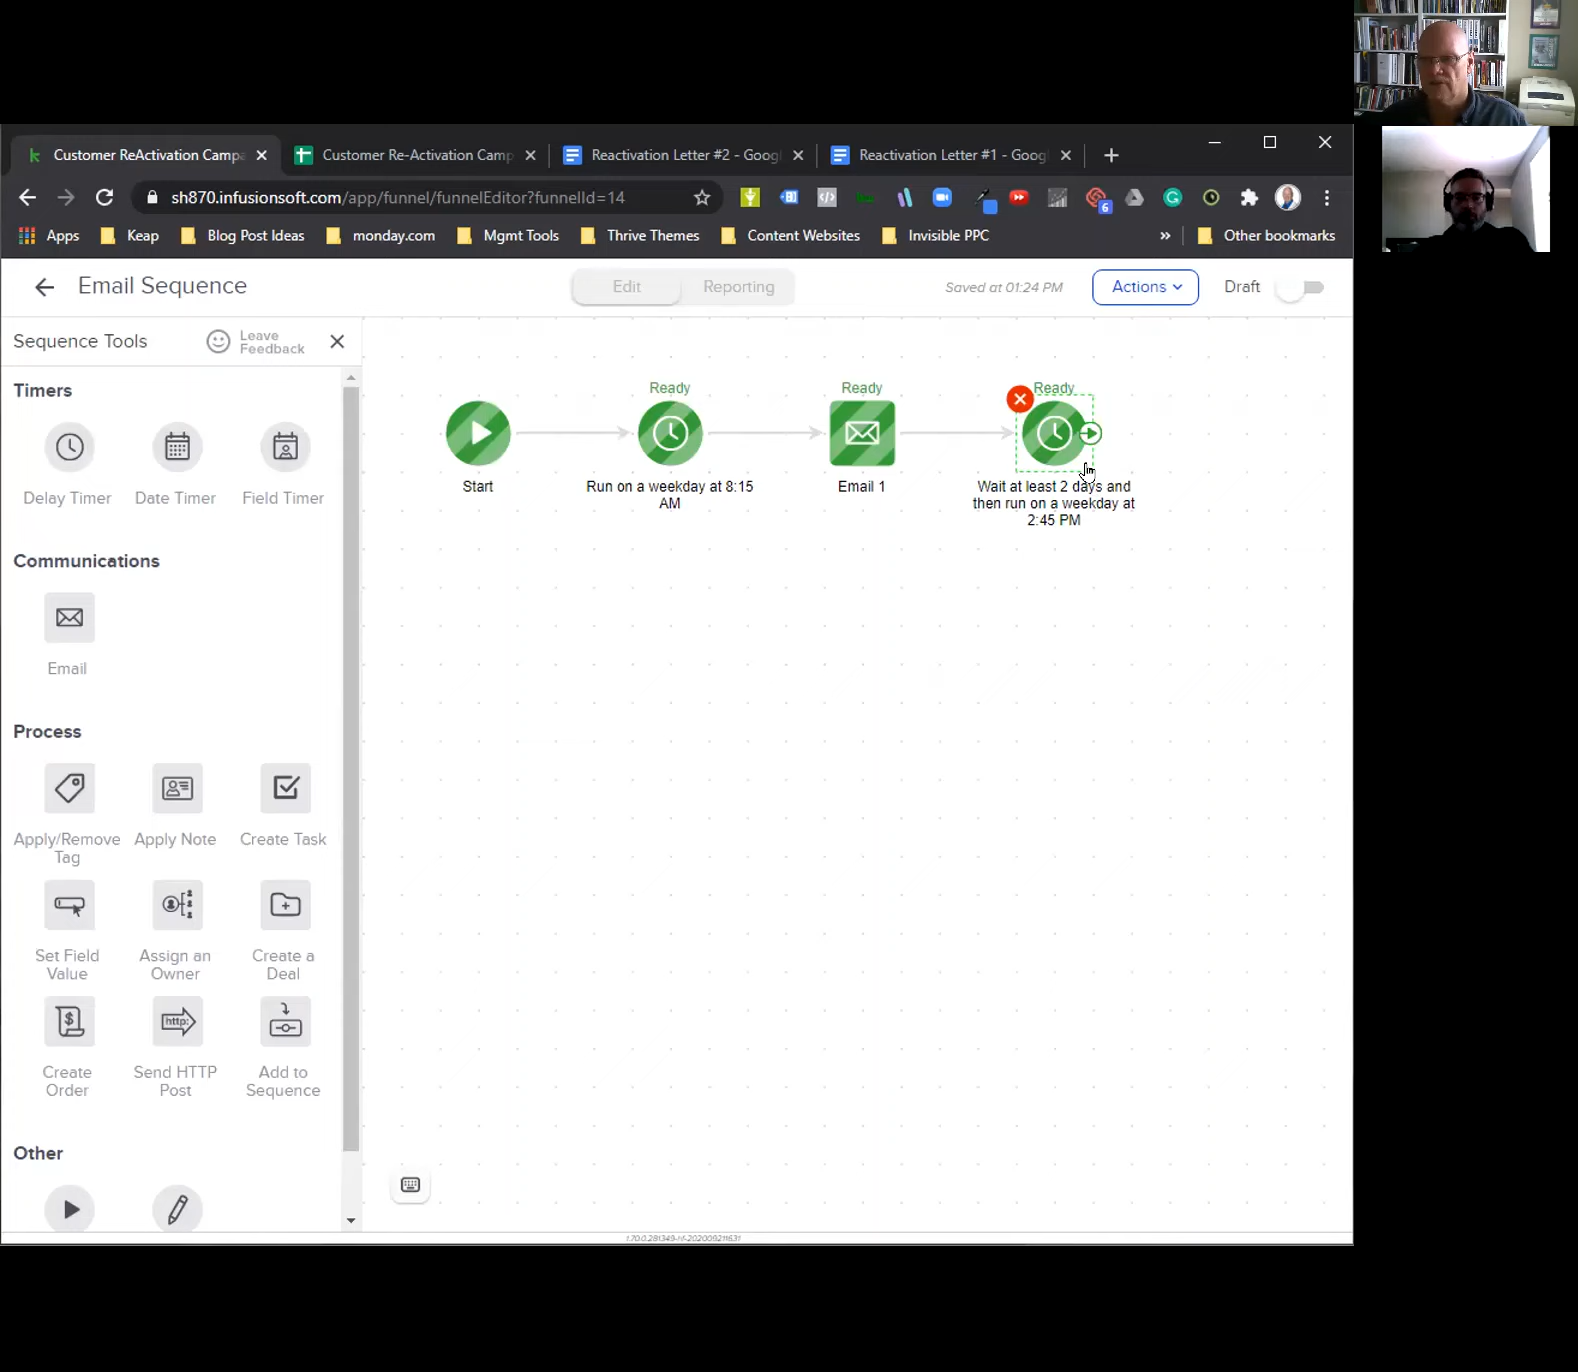 Customer ReActivation Campa
Customer Re-Activation Camp
Reactivation Letter #2 - Goog
Reactivation Letter #1 - Goog
sh870.infusionsoft.com/app/funnel/funnelEditor?funnelId=14
6
Apps
Keap
Blog Post Ideas
monday.com
Mgmt Tools
Thrive Themes
Content Websites
Invisible PPC
»
Other bookmarks
Email Sequence
Edit
Reporting
Saved at 01:24 PM
Actions
Draft
Sequence Tools
Leave
Feedback
Timers
Delay Timer
Date Timer
Field Timer
Communications
Email
Process
Apply/Remove
Tag
Apply Note
Create Task
Set Field
Value
Assign an
Owner
Create a
Deal
http:
Create
Order
Send HTTP
Post
Add to
Sequence
Other
Start
Ready
Run on a weekday at 8:15
AM
Ready
Email 1
Ready
Wait at least 2 days and
then run on a weekday at
2:45 PM